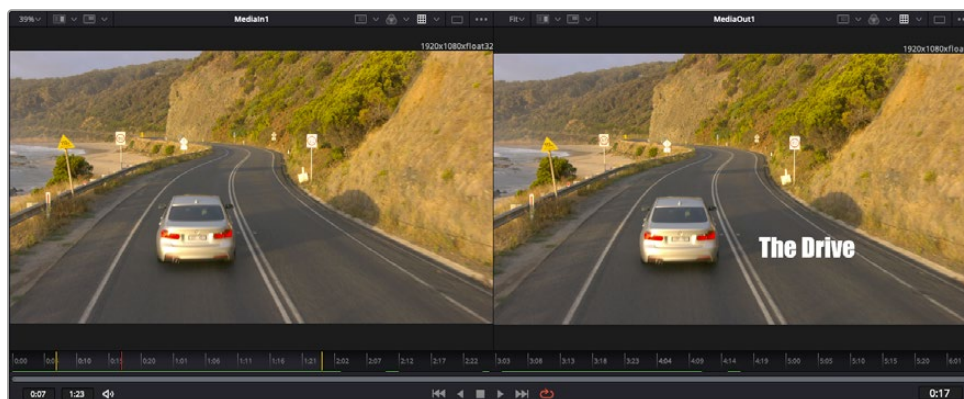 39%
MediaIn1
Fit
MediaOut1
1920x1080xfloat32
1920x1080xfloat32
The Drive
0:00 0:05 0:10 0:15 0:20 1:01 1:06 1:11 1:16 1:21 2:02 2:07 2:12 2:17 2:22 3:03 3:08 3:13 3:18 3:23 4:04 4:09 4:14 4:19 5:00 5:05 5:10 5:15 5:20 6:01
0:07 1:23 0:17